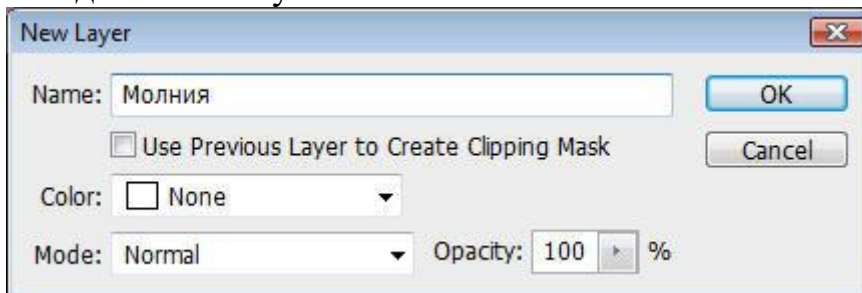 New Layer
Name: Молния OK
Use Previous Layer to Create Clipping Mask Cancel
Color: None
Mode: Normal Opacity: 100 %